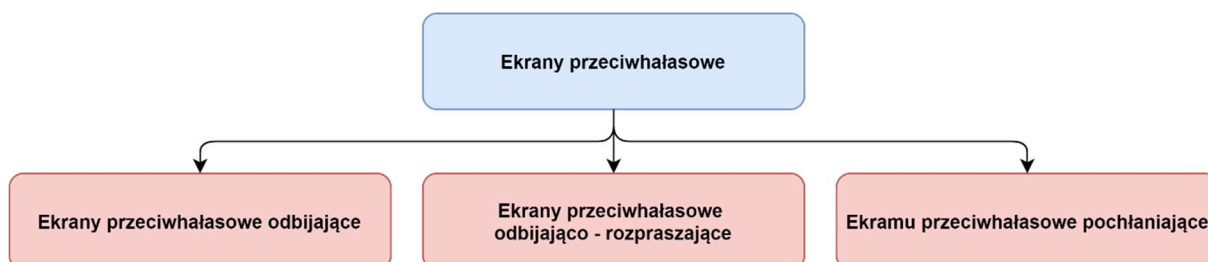 Ekrany przeciwhałasowe
Ekrany przeciwhałasowe odbijające
Ekrany przeciwhałasowe
odbijająco - rozpraszające
Ekramu przeciwhałasowe pochłaniające